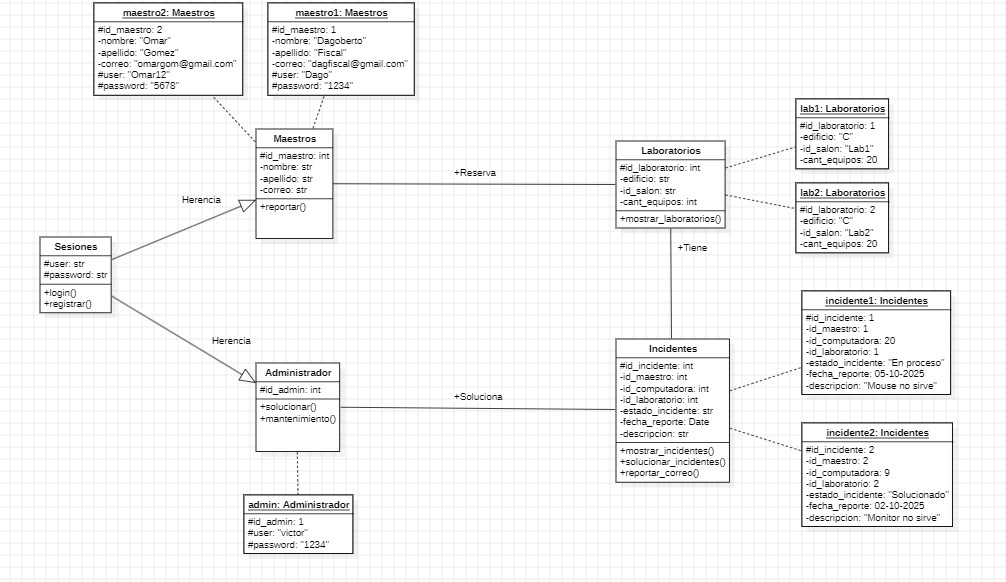 maestro2: Maestros
#id_maestro: 2
-nombre: "Omar"
-apellido: "Gomez"
-correo: "omargom@gmail.com"
#user: "Omar12"
#password: "5678"
maestro1: Maestros
#id_maestro: 1
-nombre: "Dagoberto"
-apellido: "Fiscal"
-correo: "dagfiscal@gmail.com"
#user: "Dago"
#password: "1234"
Maestros
#id_maestro: int
-nombre: str
-apellido: str
-correo: str
+reportar()
+Reserva
Laboratorios
#id_laboratorio: int
-edificio: str
-id_salon: str
-cant_equipos: int
+mostrar_laboratorios()
lab1: Laboratorios
#id_laboratorio: 1
-edificio: "C"
-id_salon: "Lab1"
-cant_equipos: 20
lab2: Laboratorios
#id_laboratorio: 2
-edificio: "C"
-id_salon: "Lab2"
-cant_equipos: 20
Herencia
Sesiones
#user: str
#password: str
+login()
+registrar()
+Tiene
Herencia
Administrador
#id_admin: int
+solucionar()
+mantenimiento()
+Soluciona
Incidentes
#id_incidente: int
-id_maestro: int
-id_computadora: int
-id_laboratorio: int
-estado_incidente: str
-fecha_reporte: Date
-descripcion: str
+mostrar_incidentes()
+solucionar_incidentes()
+reportar_correo()
incidente1: Incidentes
#id_incidente: 1
-id_maestro: 1
-id_computadora: 20
-id_laboratorio: 1
-estado_incidente: "En proceso"
-fecha_reporte: 05-10-2025
-descripcion: "Mouse no sirve"
incidente2: Incidentes
#id_incidente: 2
-id_maestro: 2
-id_computadora: 9
-id_laboratorio: 2
-estado_incidente: "Solucionado"
-fecha_reporte: 02-10-2025
-descripcion: "Monitor no sirve"
admin: Administrador
#id_admin: 1
#user: "victor"
#password: "1234"